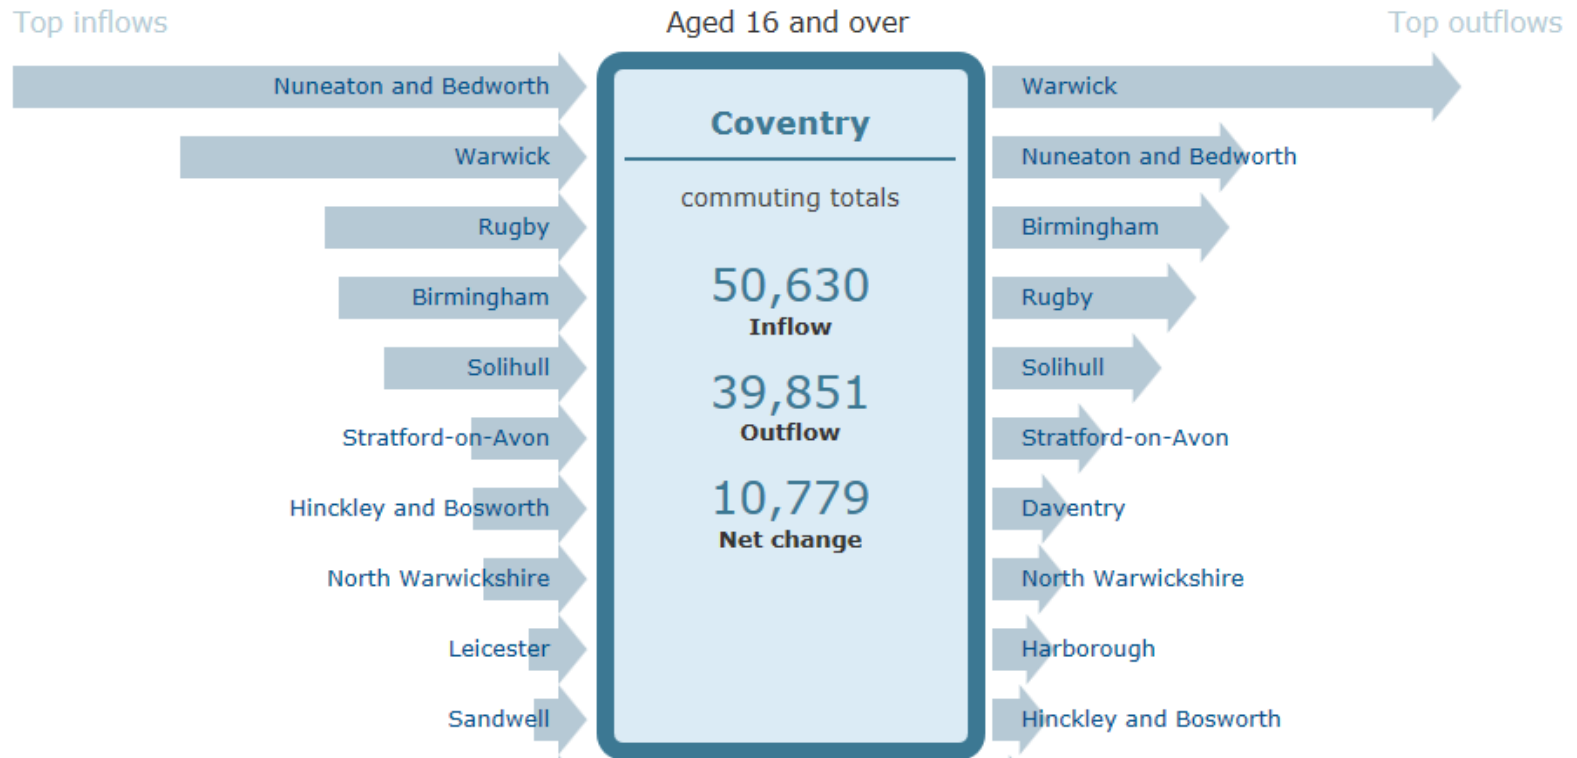 Top inflows
Aged 16 and over
Top outflows
Nuneaton and Bedworth
Warwick
Rugby
Birmingham
Solihull
Stratford-on-Avon
Hinckley and Bosworth
North Warwickshire
Leicester
Sandwell
Coventry
commuting totals
50,630
Inflow
39,851
Outflow
10,779
Net change
Warwick
Nuneaton and Bedworth
Birmingham
Rugby
Solihull
Stratford-on-Avon
Daventry
North Warwickshire
Harborough
Hinckley and Bosworth